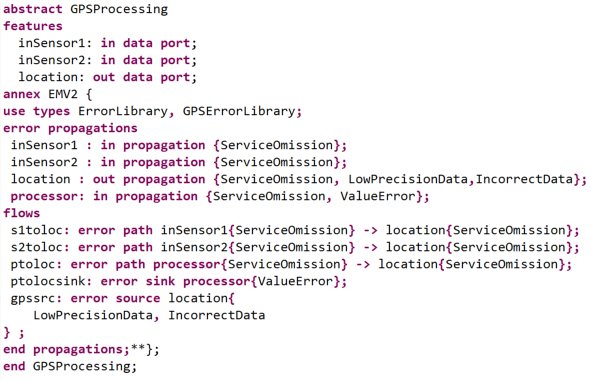 abstract GPSProcessing
features
inSensor1: in data port;
inSensor2: in data port;
location: out data port;
annex EMV2 {
use types ErrorLibrary, GPSErrorLibrary;
error propagations
inSensor1 : in propagation {ServiceOmission};
inSensor2 : in propagation {ServiceOmission};
location : out propagation {ServiceOmission, LowPrecisionData,IncorrectData};
processor: in propagation {ServiceOmission, ValueError};
flows
s1toloc: error path inSensor1{ServiceOmission} -> location{ServiceOmission};
s2toloc: error path inSensor2{ServiceOmission} -> location{ServiceOmission};
ptoloc: error path processor{ServiceOmission} -> location{ServiceOmission};
ptolocsink: error sink processor{ValueError};
gpssrc: error source location{
LowPrecisionData, IncorrectData
} ;
end propagations;**};
end GPSProcessing;